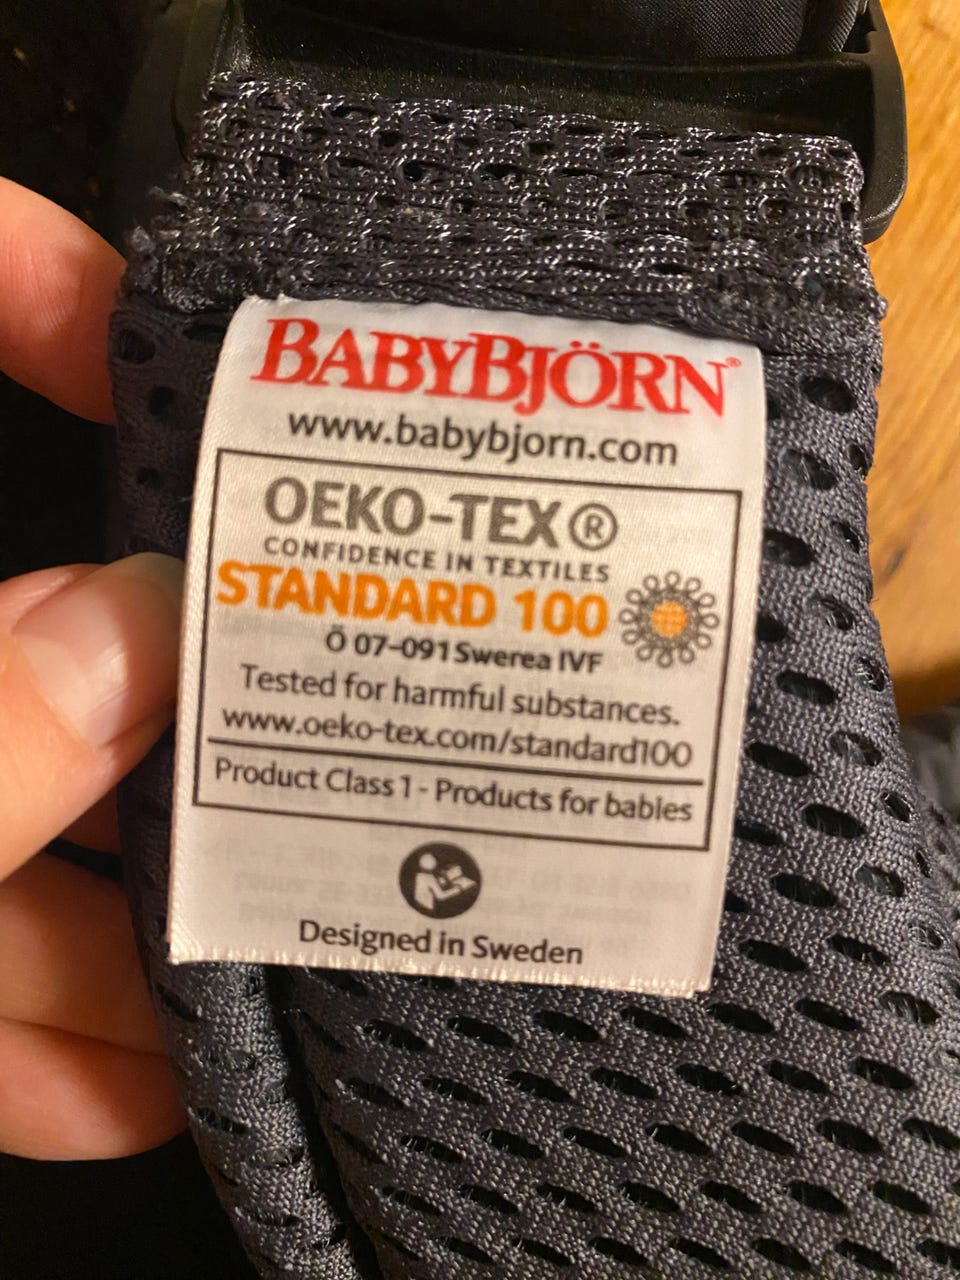 BABYBJÖRN®
www.babybjorn.com
OEKO-TEX®
CONFIDENCE IN TEXTILES
STANDARD 100
Ö 07-091 Swerea IVF
Tested for harmful substances.
www.oeko-tex.com/standard100
Product Class 1 - Products for babies
Designed in Sweden